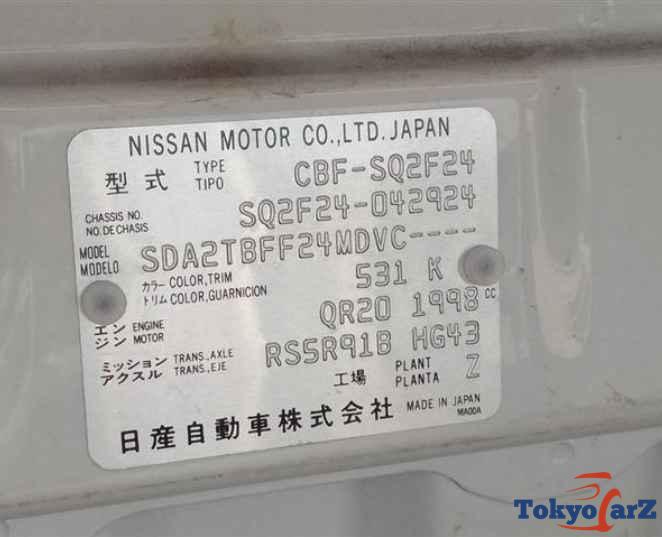 NISSAN MOTOR CO.,LTD. JAPAN
型式 TYPE TIPO CBF-SQ2F24
CHASSIS NO. NO.DE CHASIS SQ2F24-042924
MODEL MODELO SDA2TBFF24MDVC----
カラー COLOR,TRIM トリム COLOR,GUARNICION 531 K
エンジン ENGINE MOTOR QR20 1998 CC
ミッション アクスル TRANS.,AXLE TRANS.,EJE RS5R91B HG43
工場 PLANT PLANTA Z
日産自動車株式会社 MADE IN JAPAN
MA00A
TokyoCarZ